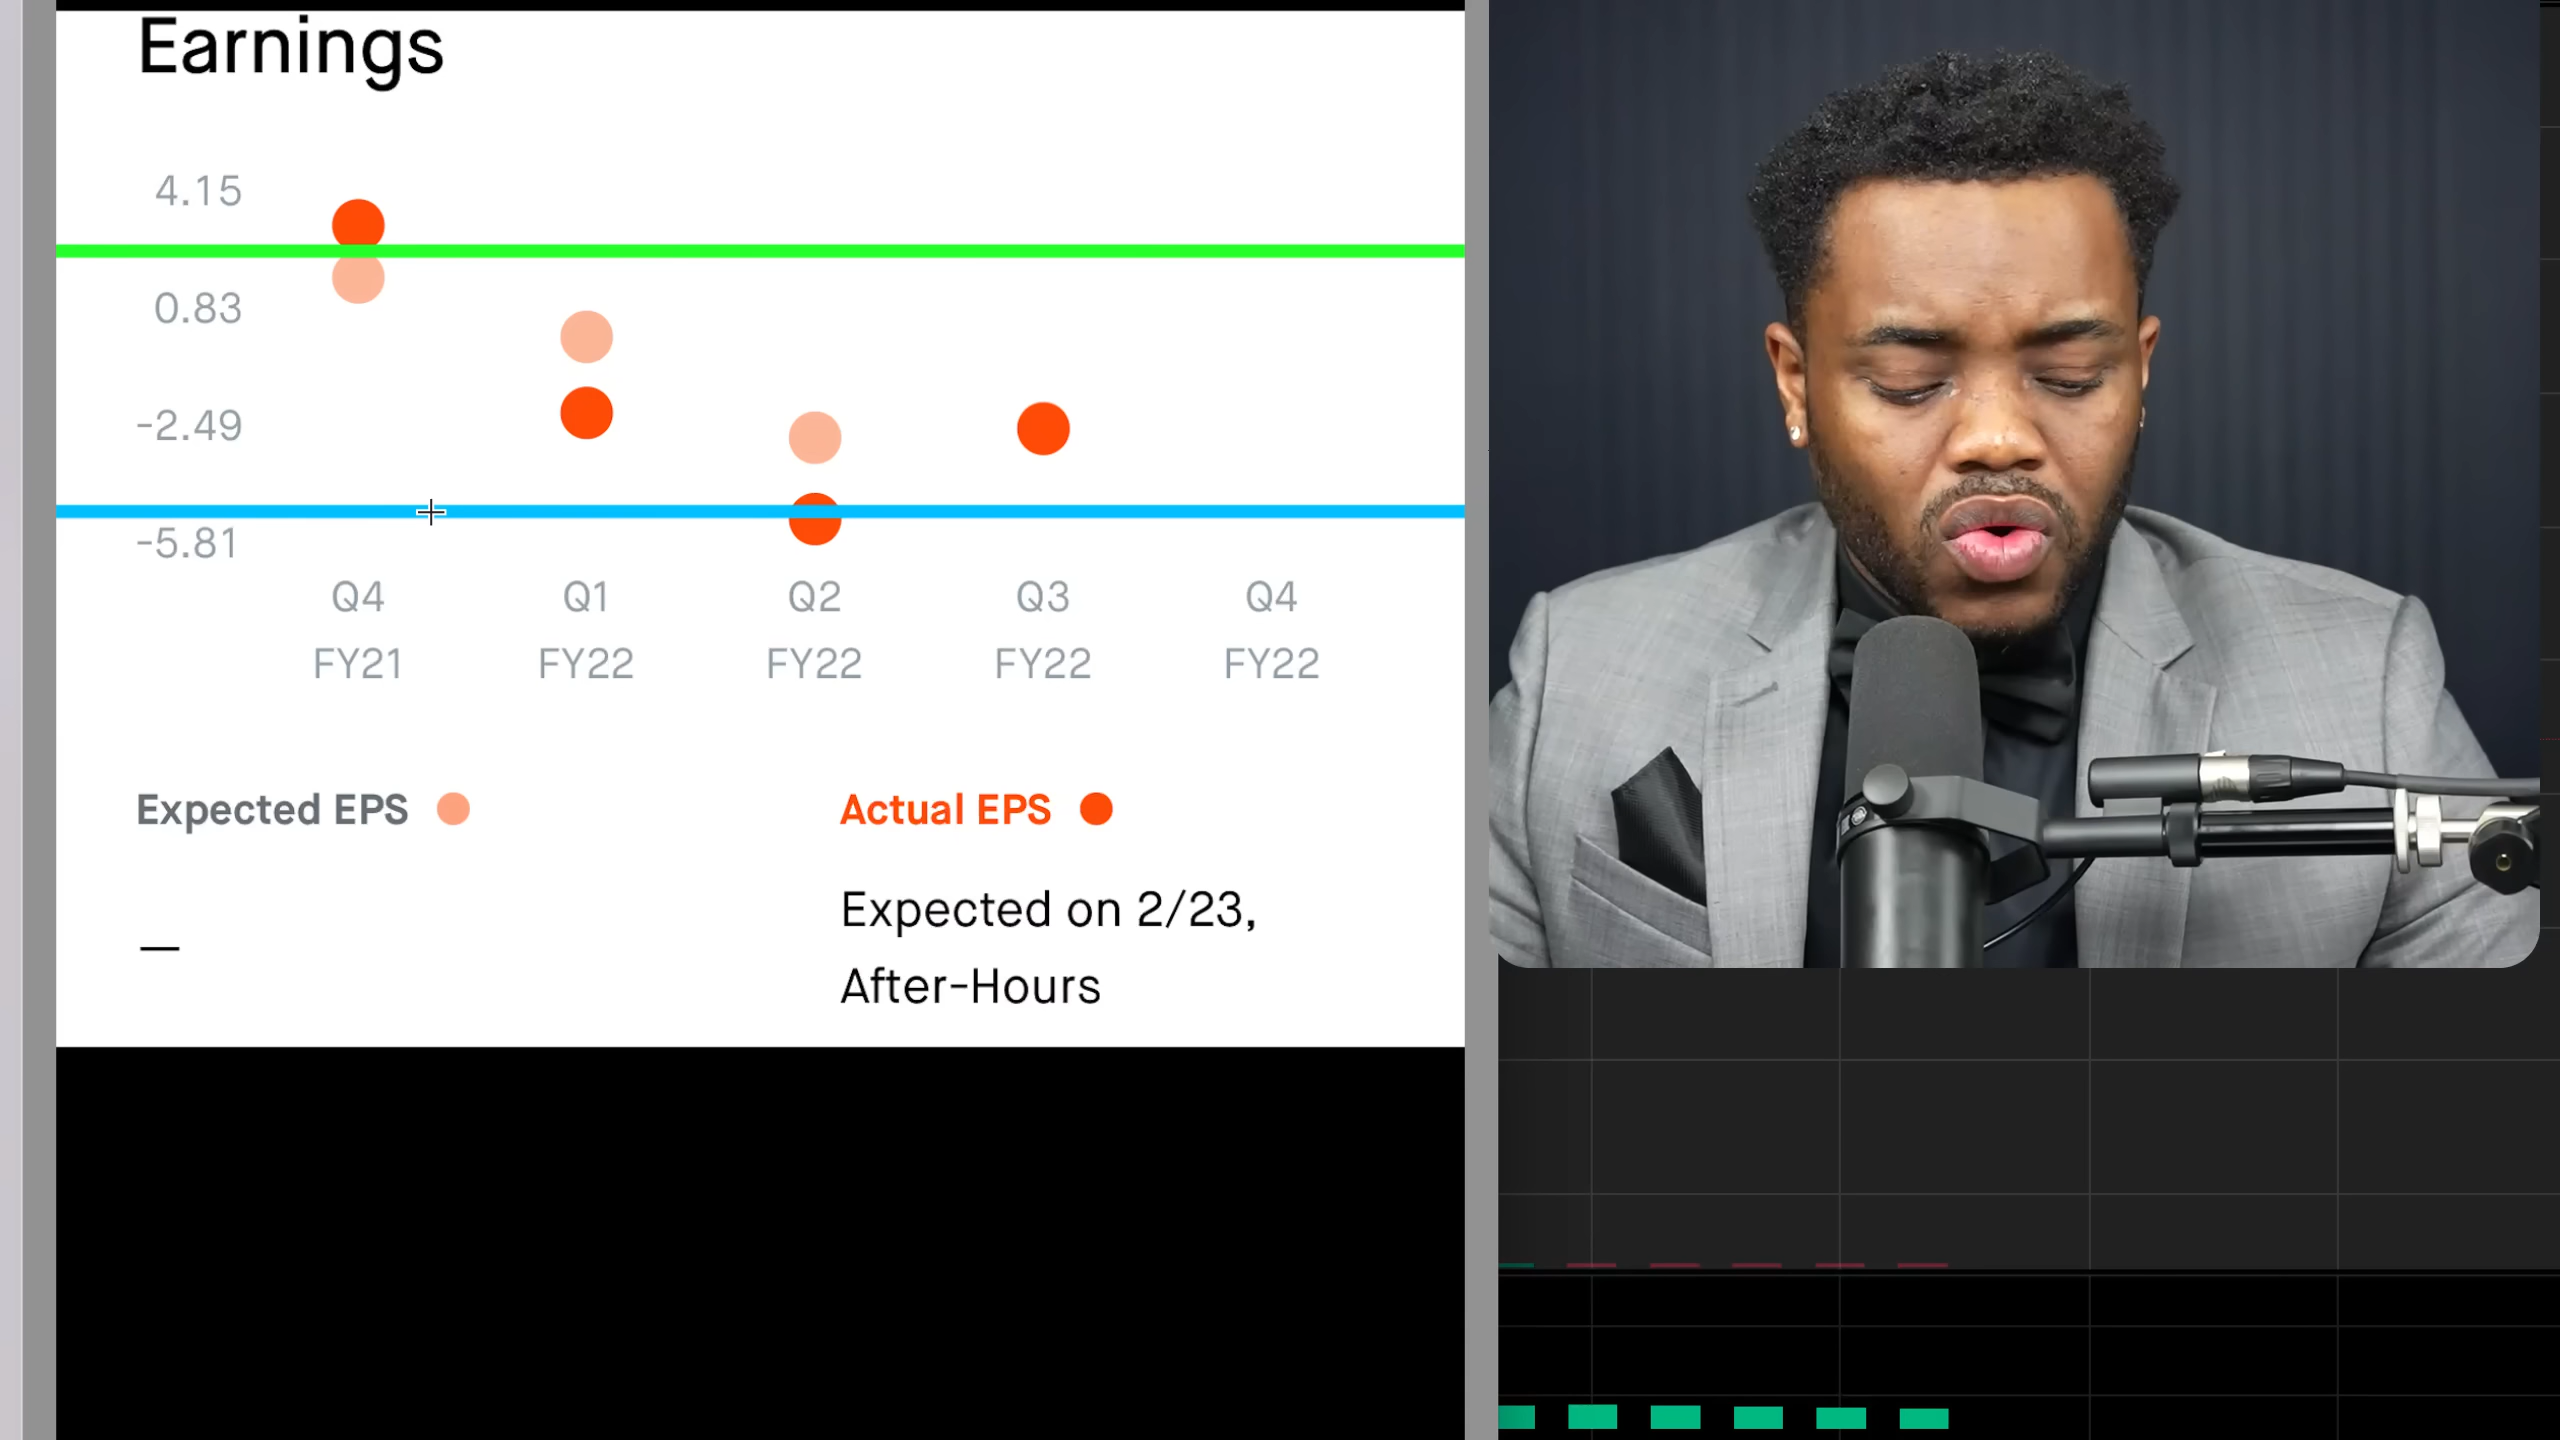 Earnings
4.15
0.83
-2.49
-5.81
Q4 Q1 Q2 Q3 Q4
FY21 FY22 FY22 FY22 FY22
Expected EPS
Actual EPS
—
Expected on 2/23,
After-Hours